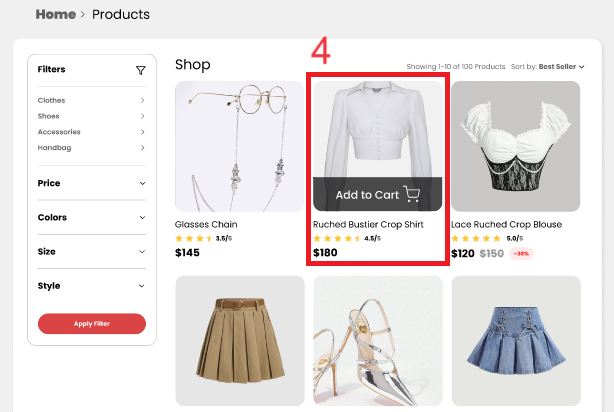 Home > Products
4
Shop
Showing 1-10 of 100 Products Sort by: Best Seller
Filters
Clothes
Shoes
Accessories
Handbag
Price
Colors
Size
Style
Apply Filter
Add to Cart
Glasses Chain
3.5/5
$145
Ruched Bustier Crop Shirt
4.5/5
$180
Lace Ruched Crop Blouse
5.0/5
$120 $150 -30%